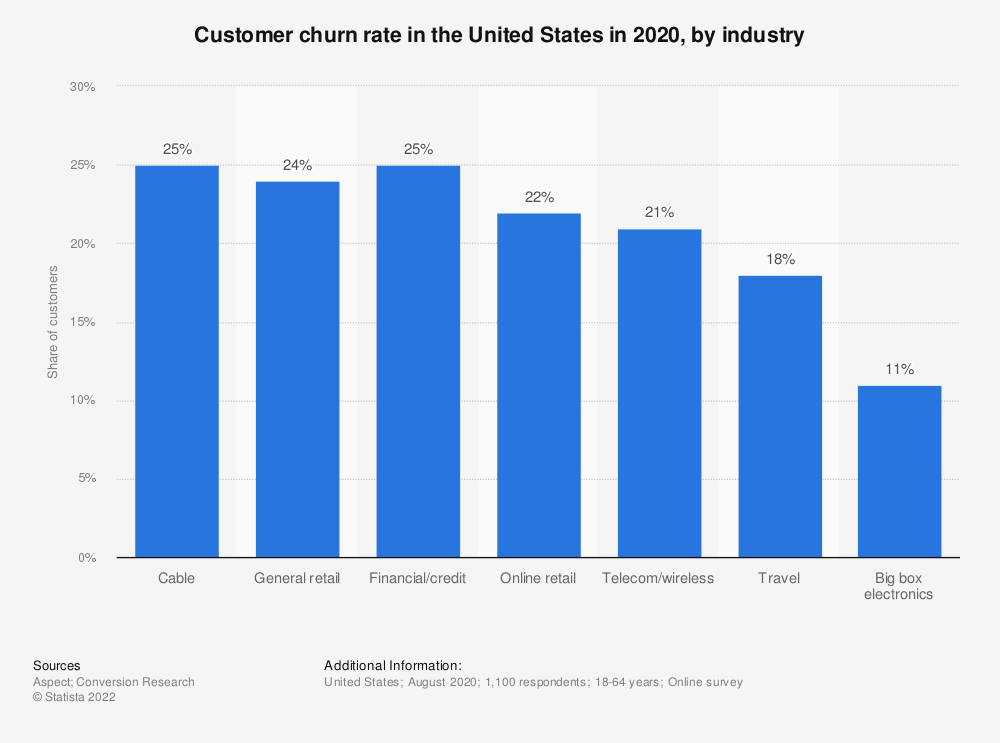 Customer churn rate in the United States in 2020, by industry
30%
25%
20%
15%
10%
5%
0%
Share of customers
25%
24%
25%
22%
21%
18%
11%
Cable
General retail
Financial/credit
Online retail
Telecom/wireless
Travel
Big box
electronics
Sources
Aspect; Conversion Research
© Statista 2022
Additional Information:
United States; August 2020; 1,100 respondents; 18-64 years; Online survey